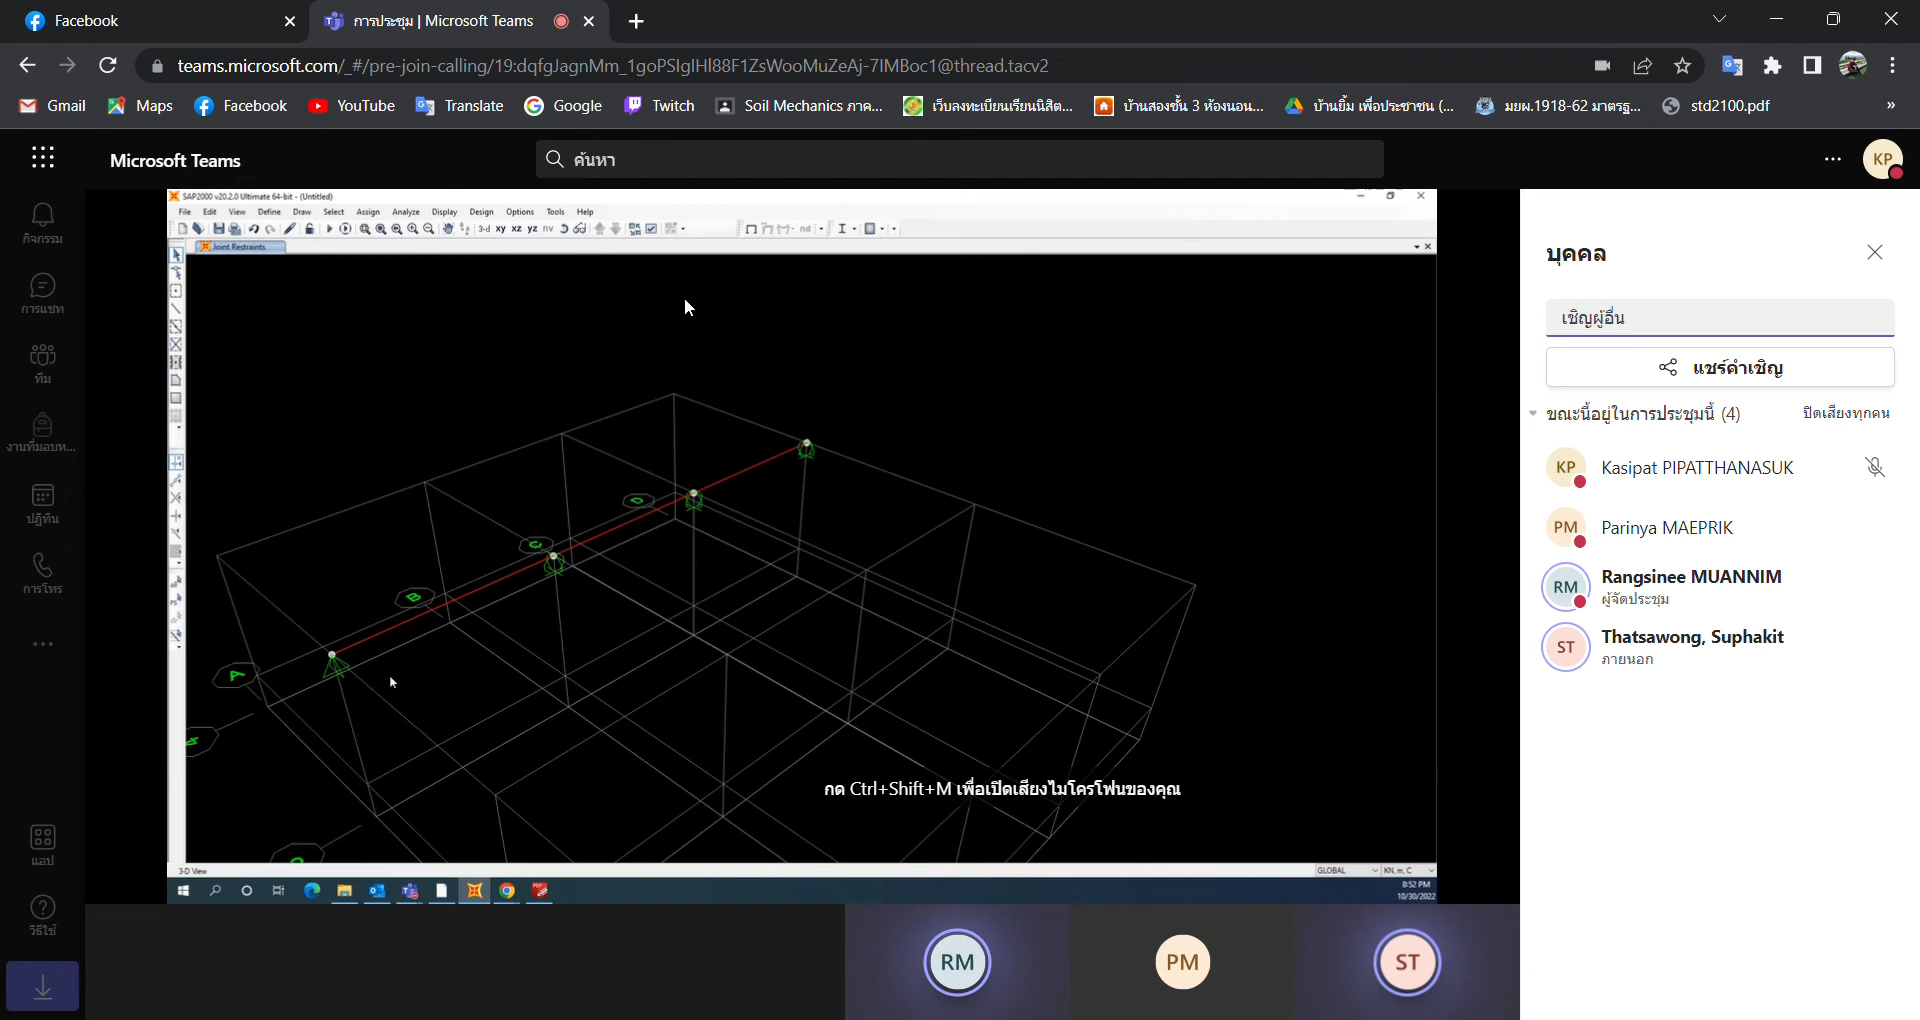 Facebook
การประชุม | Microsoft Teams
teams.microsoft.com/_#/pre-join-calling/19:dqfgJagnMm_1goPSIgIHI88F1ZsWooMuZeAj-7IMBoc1@thread.tacv2
Gmail Maps Facebook YouTube Translate Google Twitch Soil Mechanics ภาค... เว็บลงทะเบียนเรียนนิสิต... บ้านสองชั้น 3 ห้องนอน... บ้านยิ้ม เพื่อประชาชน (... มยผ.1918-62 มาตรฐ... std2100.pdf »
Microsoft Teams
ค้นหา
KP
กิจกรรม
การแชท
ทีม
งานที่มอบห...
ปฏิทิน
การโทร
แอป
วิธีใช้
SAP2000 v20.2.0 Ultimate 64-bit - (Untitled)
File Edit View Define Draw Select Assign Analyze Display Design Options Tools Help
3-d xy xz yz nv
nd
Joint Restraints
D
C
B
A
กด Ctrl+Shift+M เพื่อเปิดเสียงไมโครโฟนของคุณ
3-D View
GLOBAL
KN, m, C
8:52 PM
10/30/2022
RM
PM
ST
บุคคล
เชิญผู้อื่น
แชร์คำเชิญ
ขณะนี้อยู่ในการประชุมนี้ (4)
ปิดเสียงทุกคน
KP
Kasipat PIPATTHANASUK
PM
Parinya MAEPRIK
RM
Rangsinee MUANNIM
ผู้จัดประชุม
ST
Thatsawong, Suphakit
ภายนอก